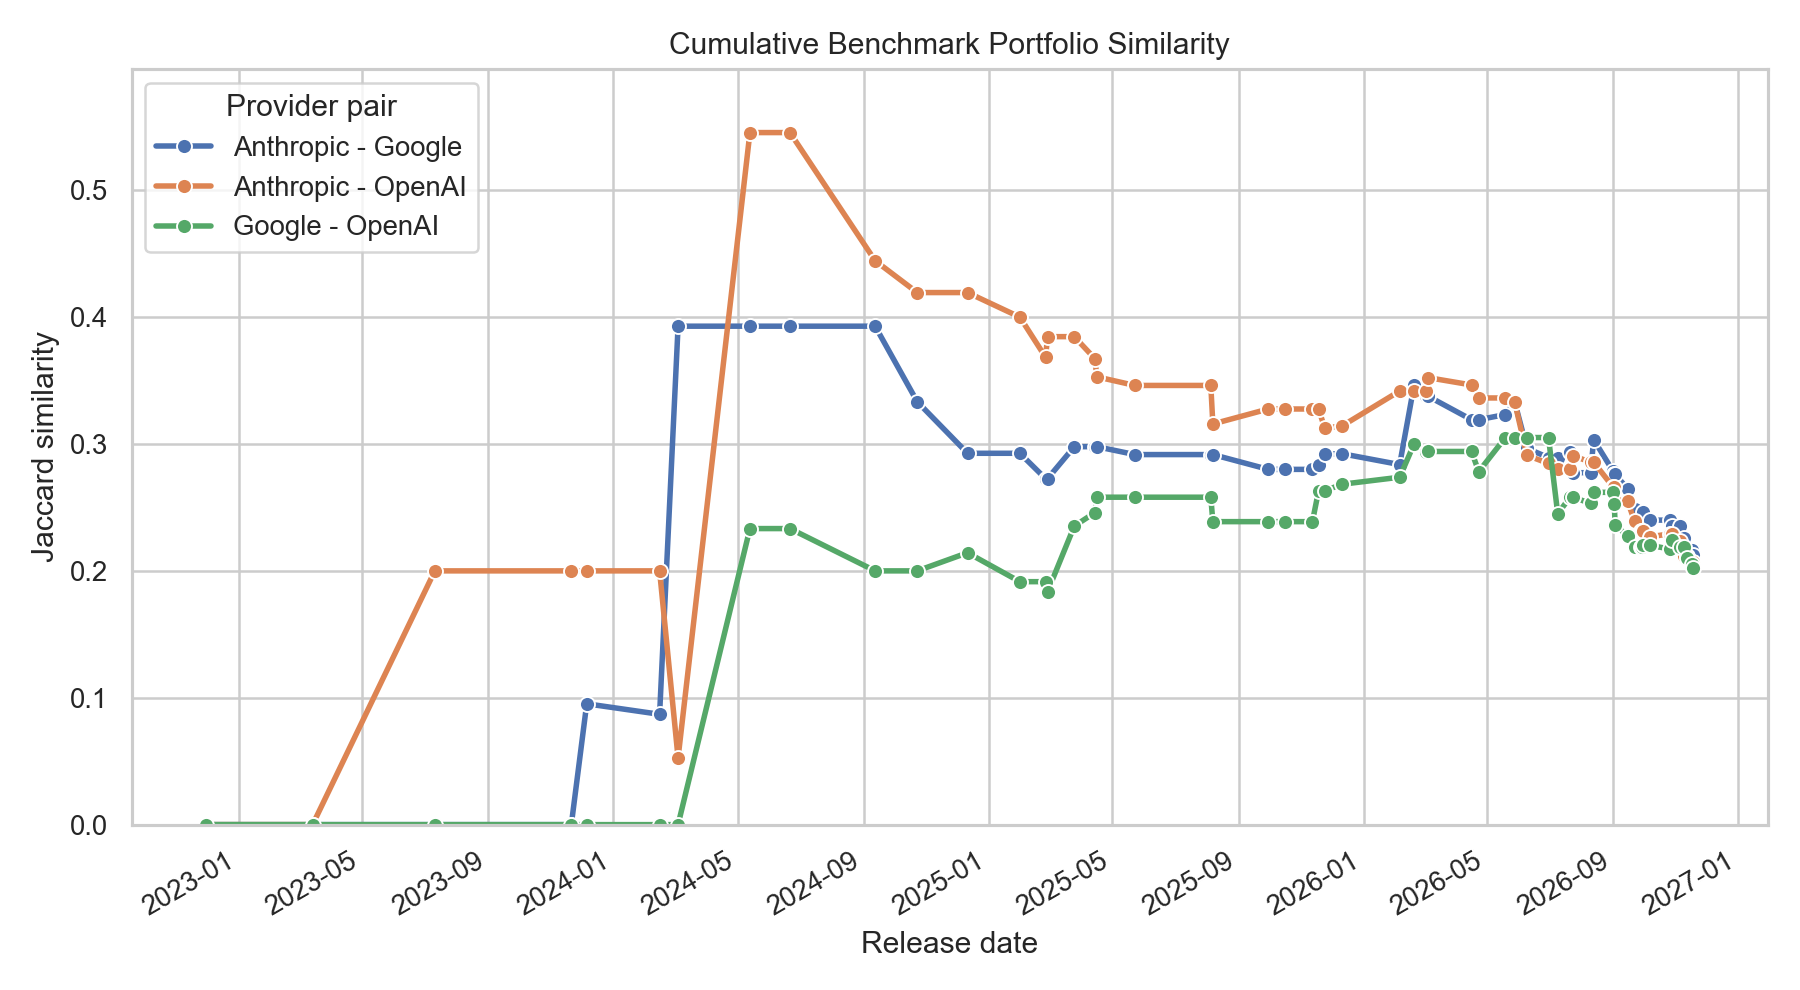 Cumulative Benchmark Portfolio Similarity
Provider pair
Anthropic - Google
Anthropic - OpenAI
Google - OpenAI
Jaccard similarity
0.5
0.4
0.3
0.2
0.1
0.0
2023-01
2023-05
2023-09
2024-01
2024-05
2024-09
2025-01
2025-05
2025-09
2026-01
2026-05
2026-09
2027-01
Release date